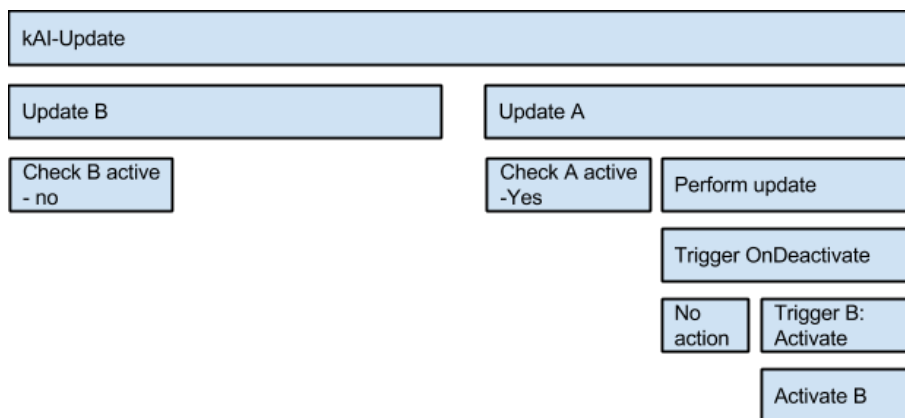 kAI-Update
Update B
Update A
Check B active
- no
Check A active
-Yes
Perform update
Trigger OnDeactivate
No
action
Trigger B:
Activate
Activate B